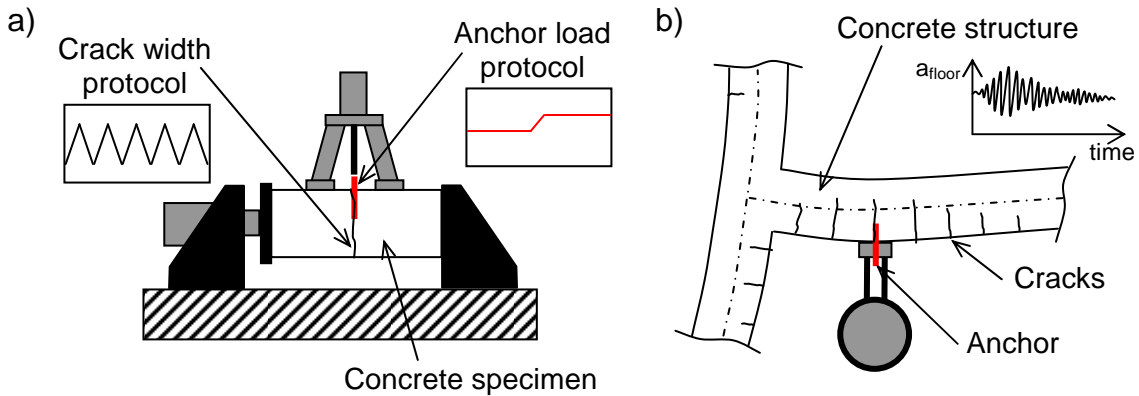 a)
Crack width
protocol
Anchor load
protocol
Concrete specimen
b)
Concrete structure
afloor
time
Cracks
Anchor